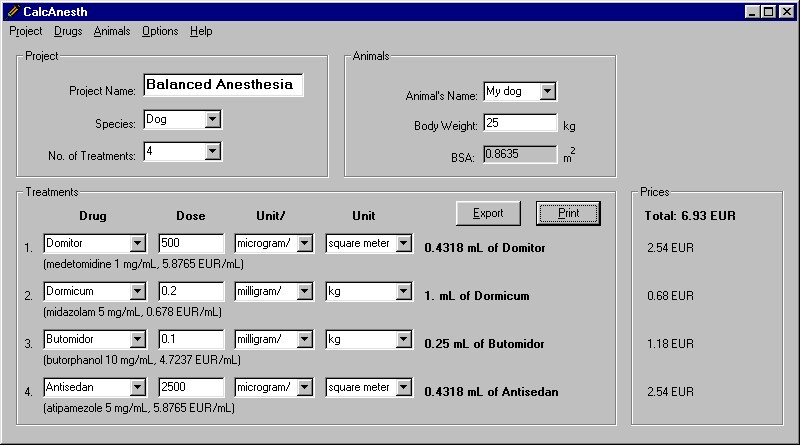 CalcAnesth
Project Drugs Animals Options Help
Project
Project Name: Balanced Anesthesia
Species: Dog
No. of Treatments: 4
Animals
Animal's Name: My dog
Body Weight: 25 kg
BSA: 0.8635 m2
Treatments
Export Print
Drug Dose Unit/ Unit
1. Domitor 500 microgram/ square meter 0.4318 mL of Domitor
(medetomidine 1 mg/mL, 5.8765 EUR/mL)
2. Dormicum 0.2 milligram/ kg 1. mL of Dormicum
(midazolam 5 mg/mL, 0.678 EUR/mL)
3. Butomidor 0.1 milligram/ kg 0.25 mL of Butomidor
(butorphanol 10 mg/mL, 4.7237 EUR/mL)
4. Antisedan 2500 microgram/ square meter 0.4318 mL of Antisedan
(atipamezole 5 mg/mL, 5.8765 EUR/mL)
Prices
Total: 6.93 EUR
2.54 EUR
0.68 EUR
1.18 EUR
2.54 EUR